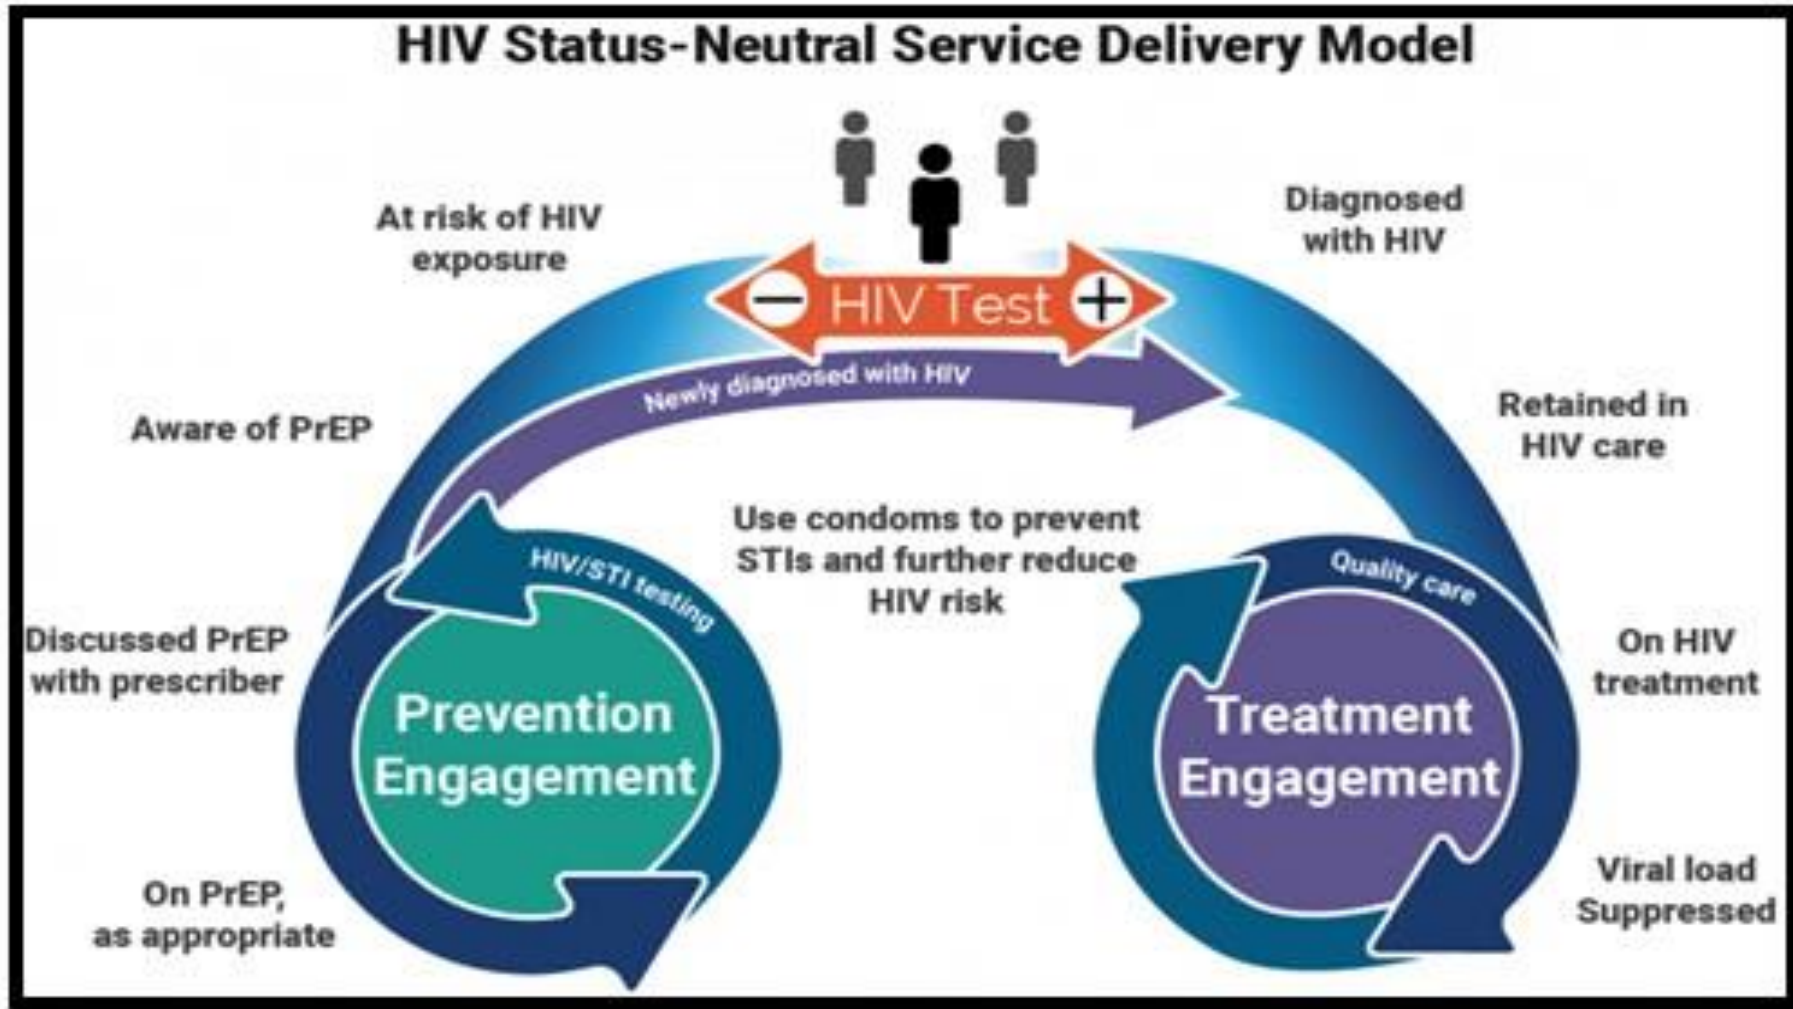 HIV Status-Neutral Service Delivery Model
At risk of HIV
exposure
Diagnosed
with HIV
− HIV Test +
Newly diagnosed with HIV
Aware of PrEP
Retained in
HIV care
Use condoms to prevent
STIs and further reduce
HIV risk
HIV/STI testing
Quality care
Discussed PrEP
with prescriber
On HIV
treatment
Prevention
Engagement
Treatment
Engagement
On PrEP,
as appropriate
Viral load
Suppressed